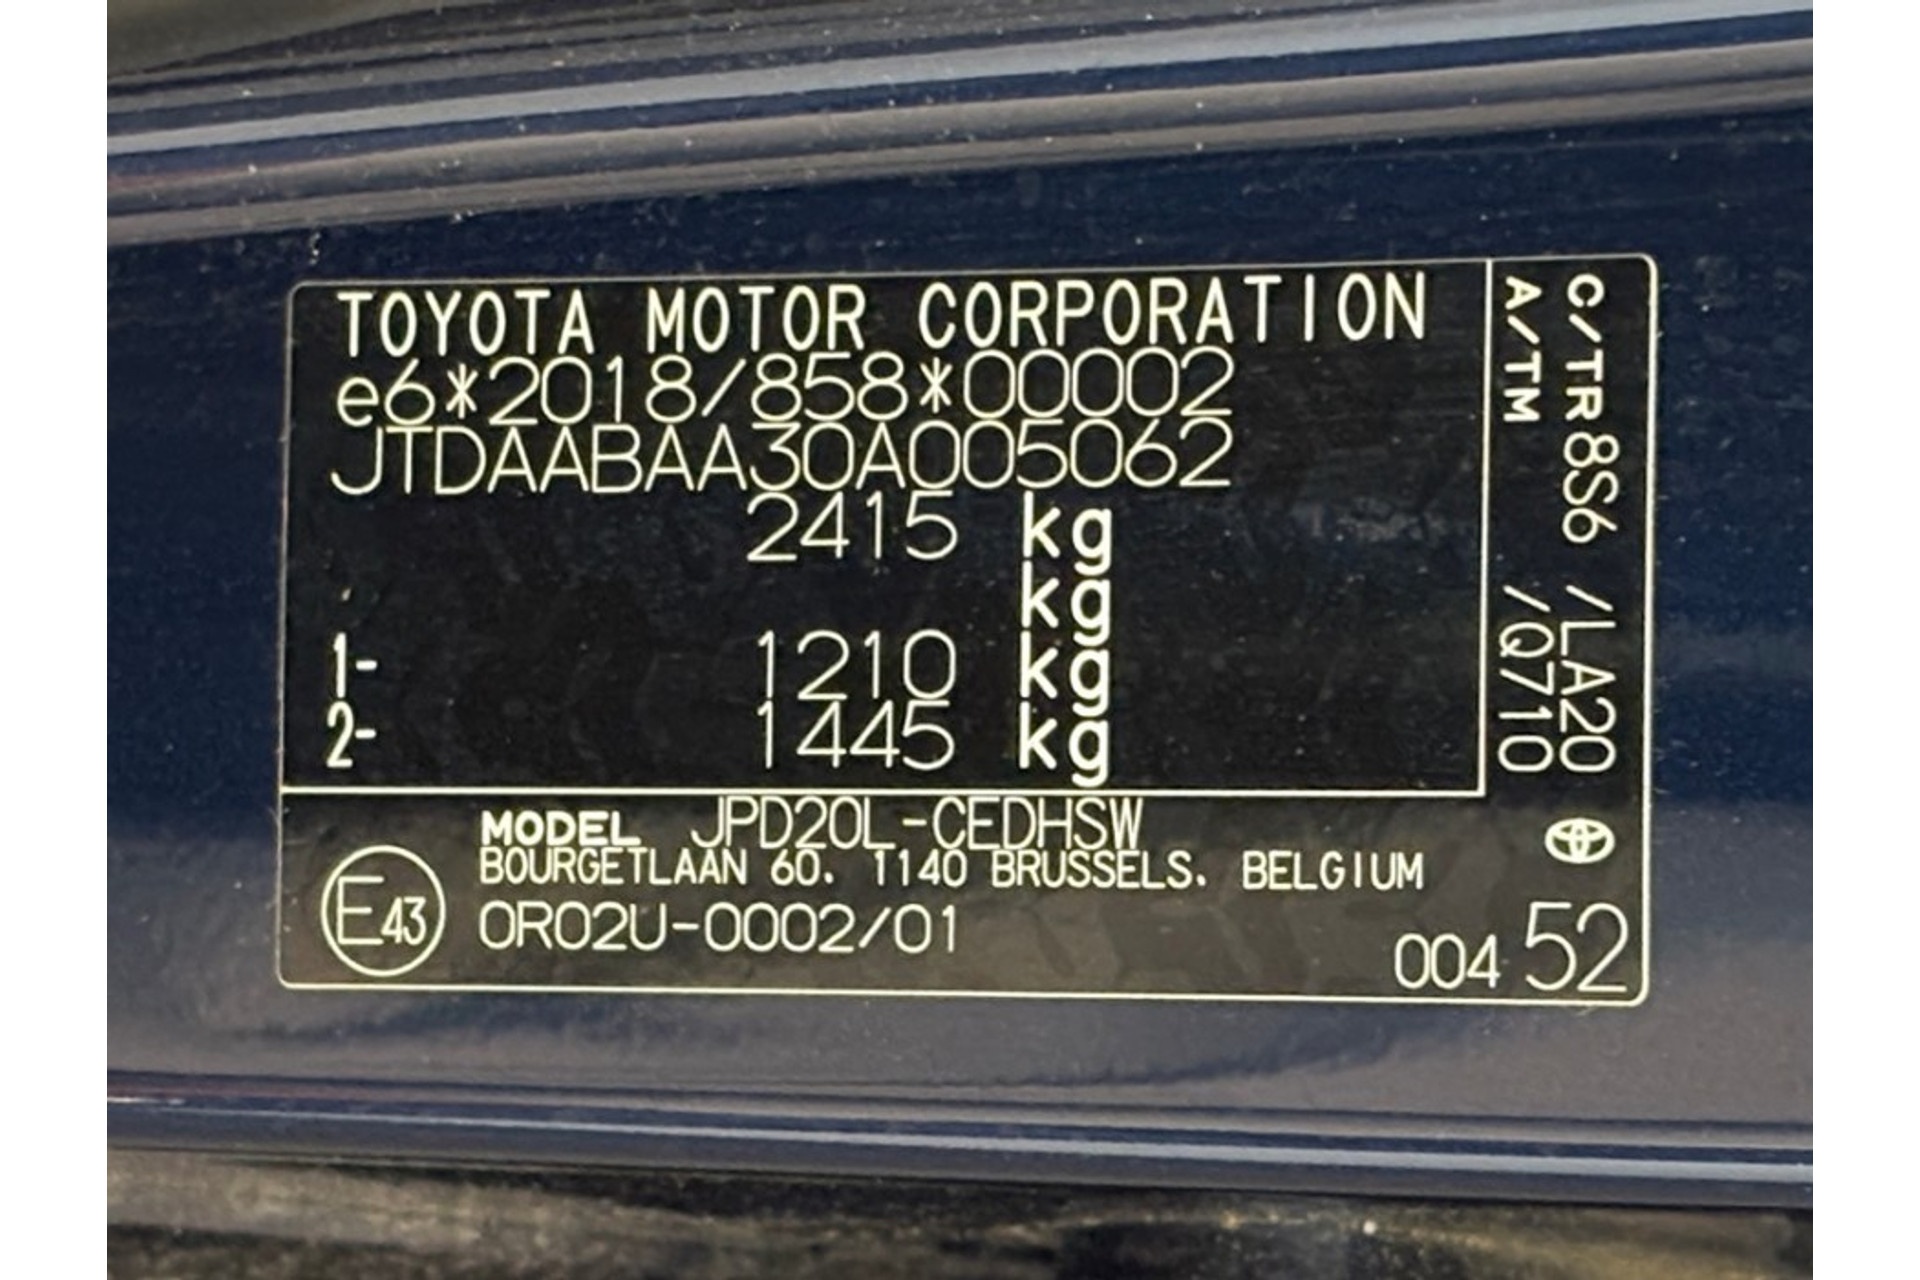 TOYOTA MOTOR CORPORATION
e6*2018/858*00002
JTDAABAA30A005062
2415 kg
kg
1- 1210 kg
2- 1445 kg
C/TR 8S6 /LA20
A/TM /Q710
MODEL JPD20L-CEDHSW
BOURGETLAAN 60. 1140 BRUSSELS. BELGIUM
E43 0R02U-0002/01
004 52